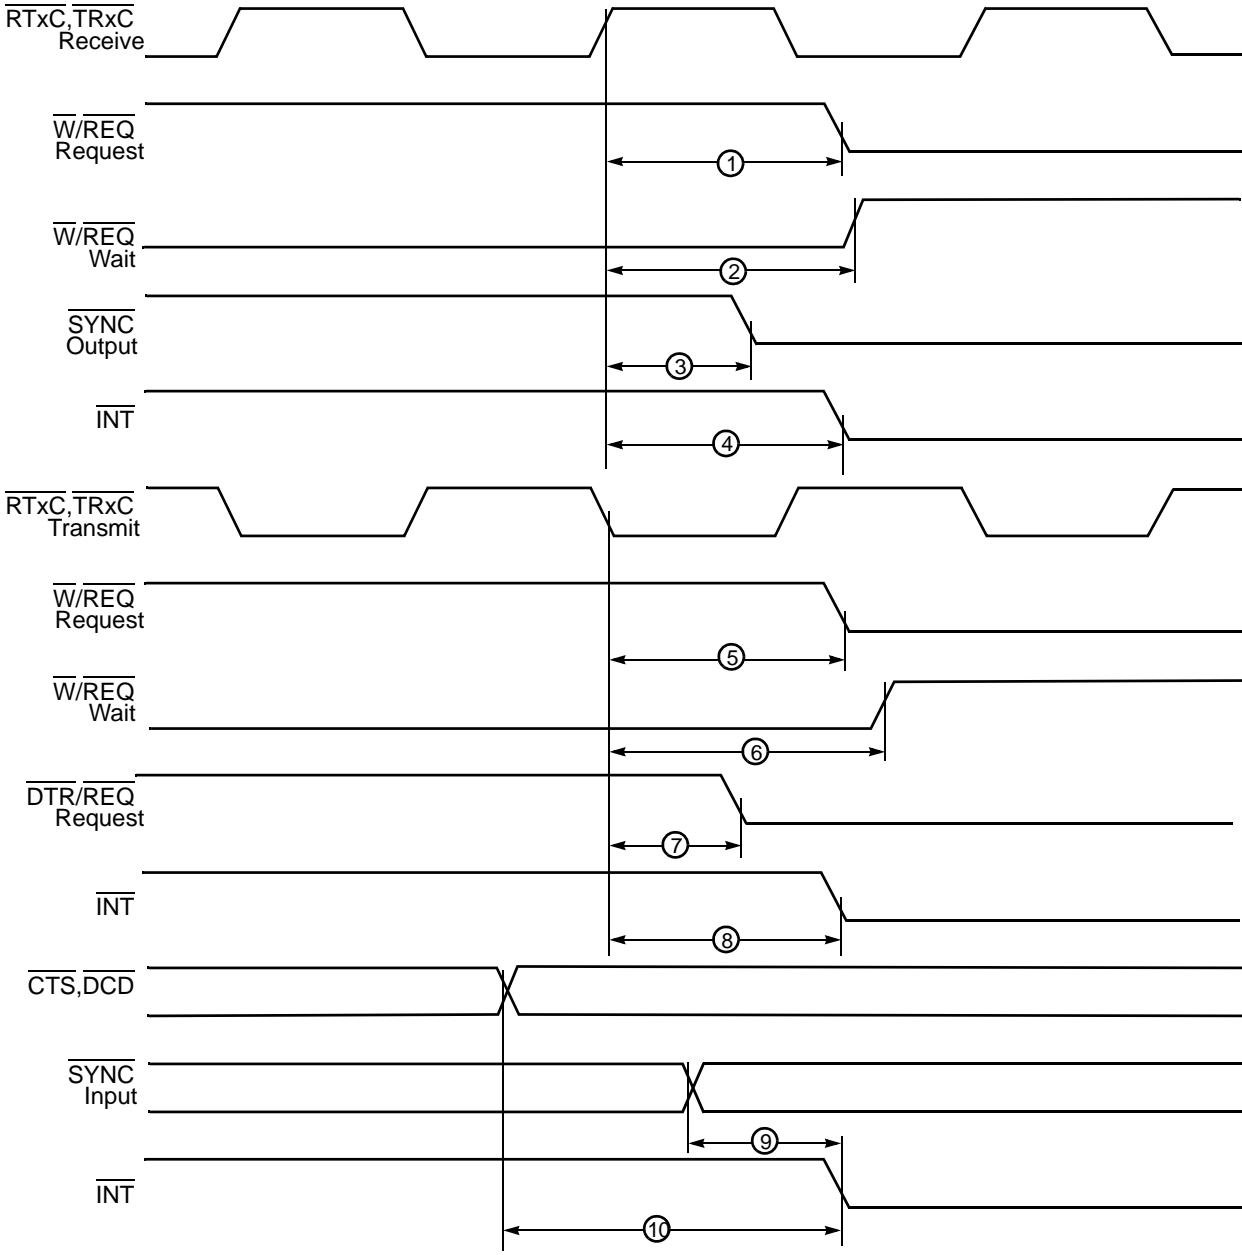 RTxC,TRxC
Receive
W/REQ
Request
1
W/REQ
Wait
2
SYNC
Output
3
INT
4
RTxC,TRxC
Transmit
W/REQ
Request
5
W/REQ
Wait
6
DTR/REQ
Request
7
INT
8
CTS,DCD
SYNC
Input
9
INT
10